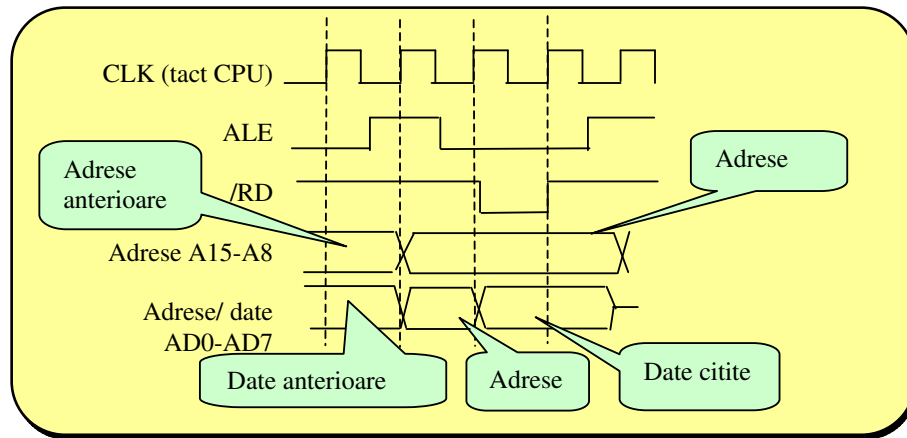 CLK (tact CPU)
ALE
Adrese
anterioare
Adrese
/RD
Adrese A15-A8
Adrese/ date
AD0-AD7
Date anterioare
Adrese
Date citite